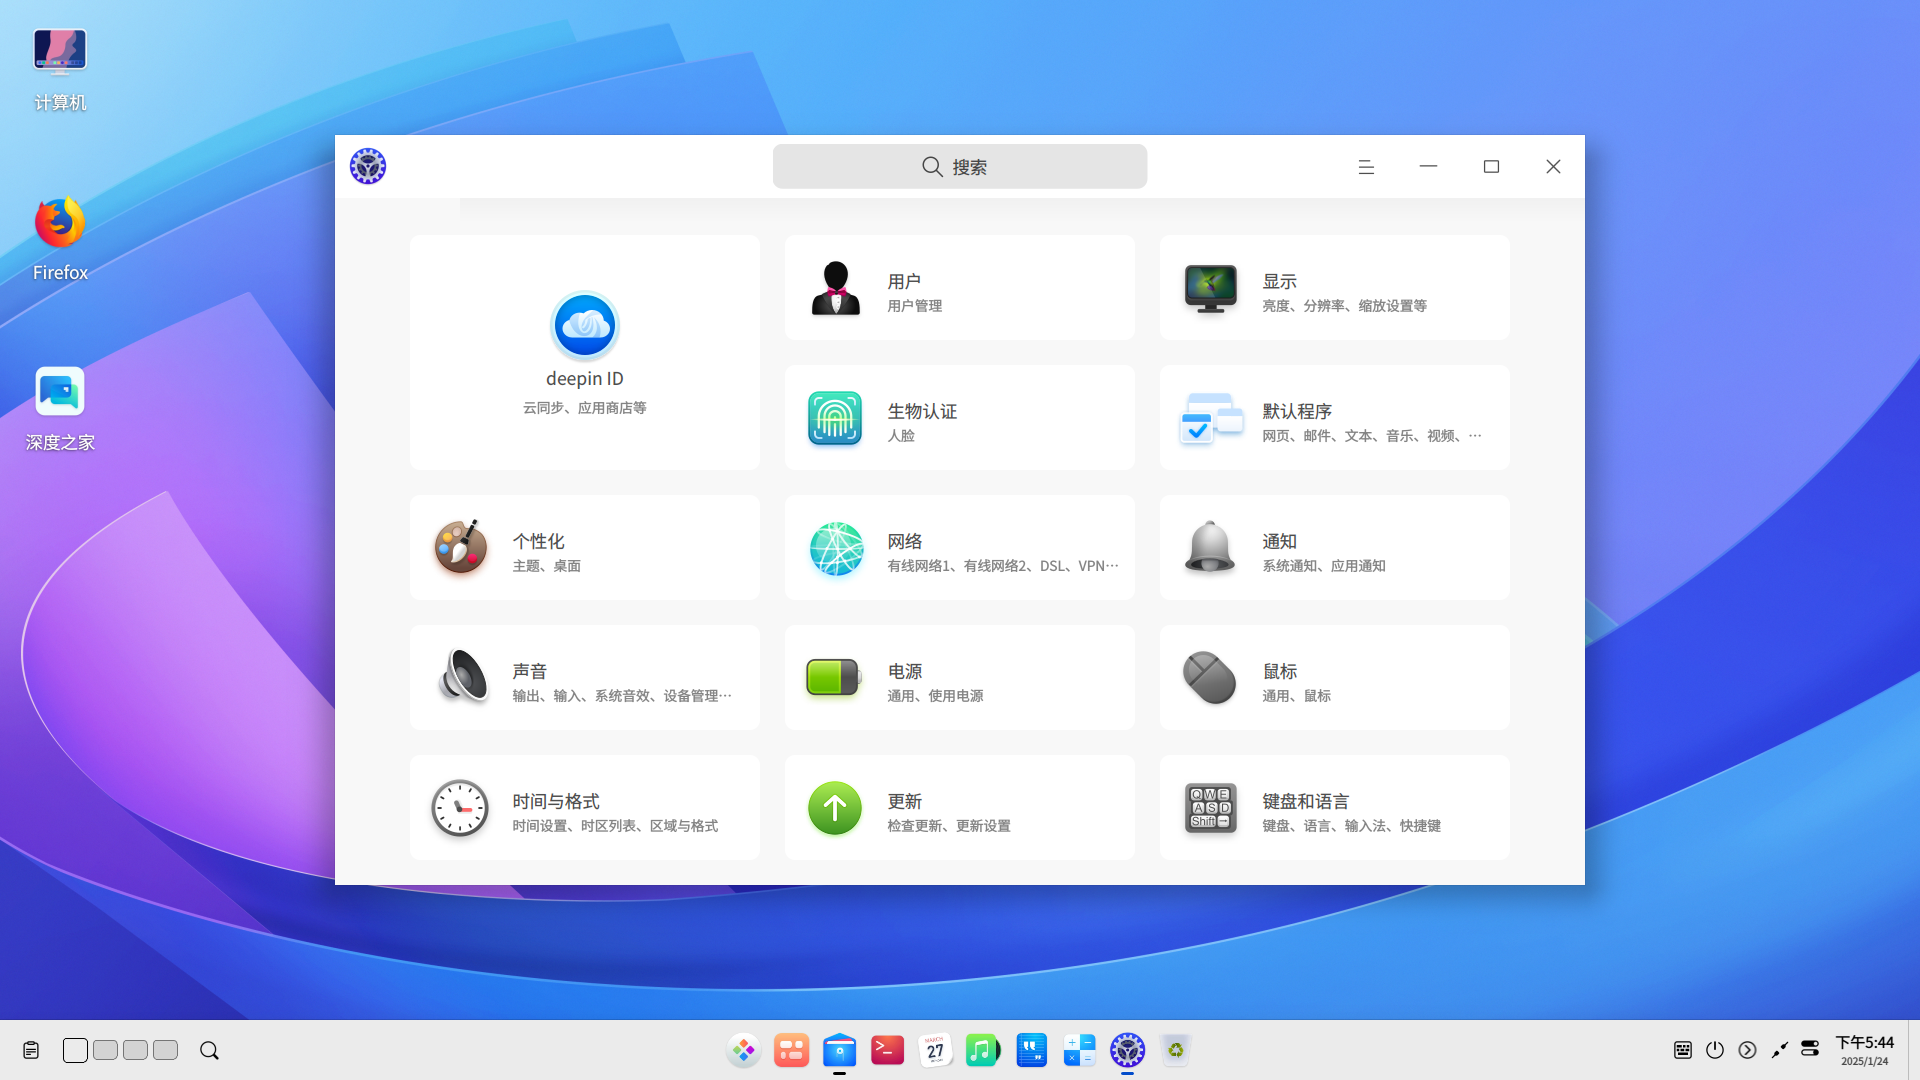 计算机
Firefox
深度之家
搜索
deepin ID
云同步、应用商店等
用户
用户管理
显示
亮度、分辨率、缩放设置等
生物认证
人脸
默认程序
网页、邮件、文本、音乐、视频、…
个性化
主题、桌面
网络
有线网络1、有线网络2、DSL、VPN…
通知
系统通知、应用通知
声音
输出、输入、系统音效、设备管理…
电源
通用、使用电源
鼠标
通用、鼠标
时间与格式
时间设置、时区列表、区域与格式
更新
检查更新、更新设置
Q W E
A S D
Shift →
键盘和语言
键盘、语言、输入法、快捷键
MARCH
27
下午5:44
2025/1/24